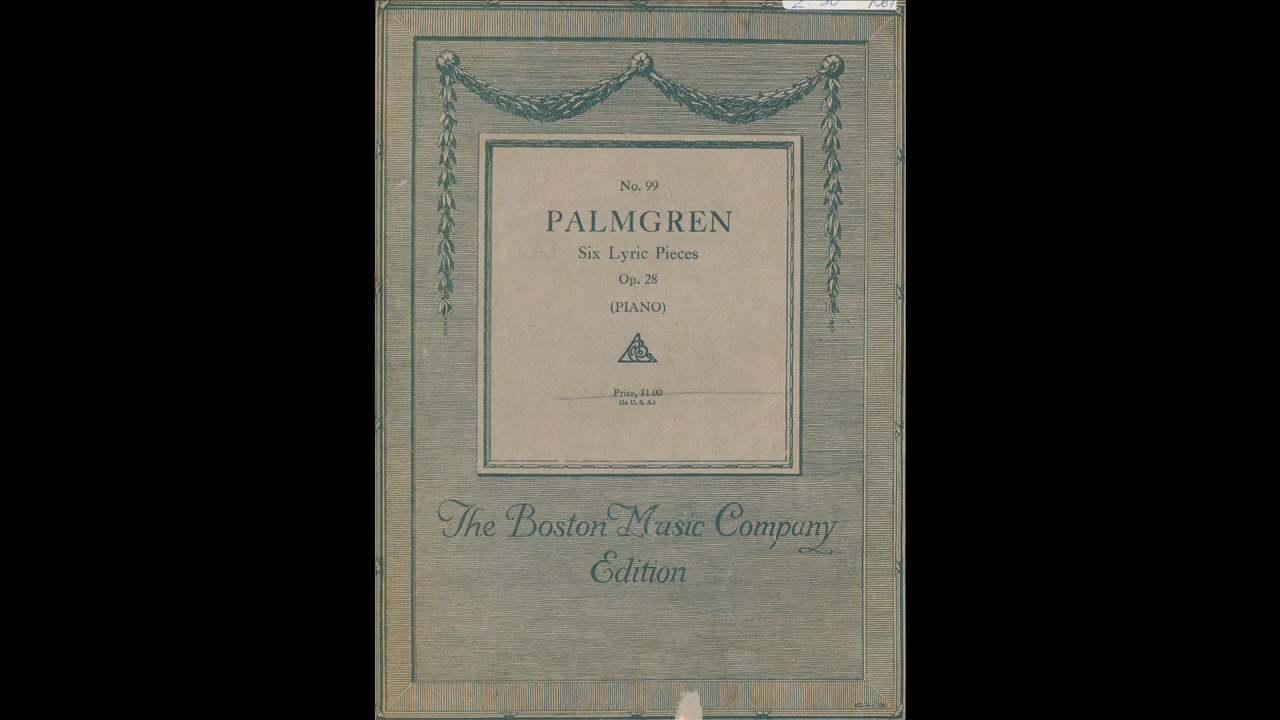 No. 99
PALMGREN
Six Lyric Pieces
Op. 28
(PIANO)
Price, $1.00
(In U. S. A.)
The Boston Music Company
Edition